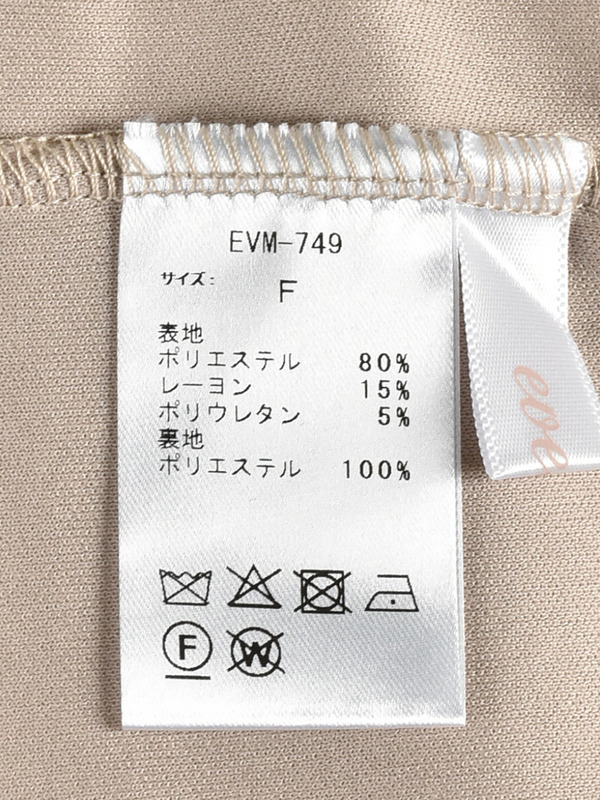 EVM-749
サイズ: F
表地
ポリエステル 80%
レーヨン 15%
ポリウレタン 5%
裏地
ポリエステル 100%
F W
eve